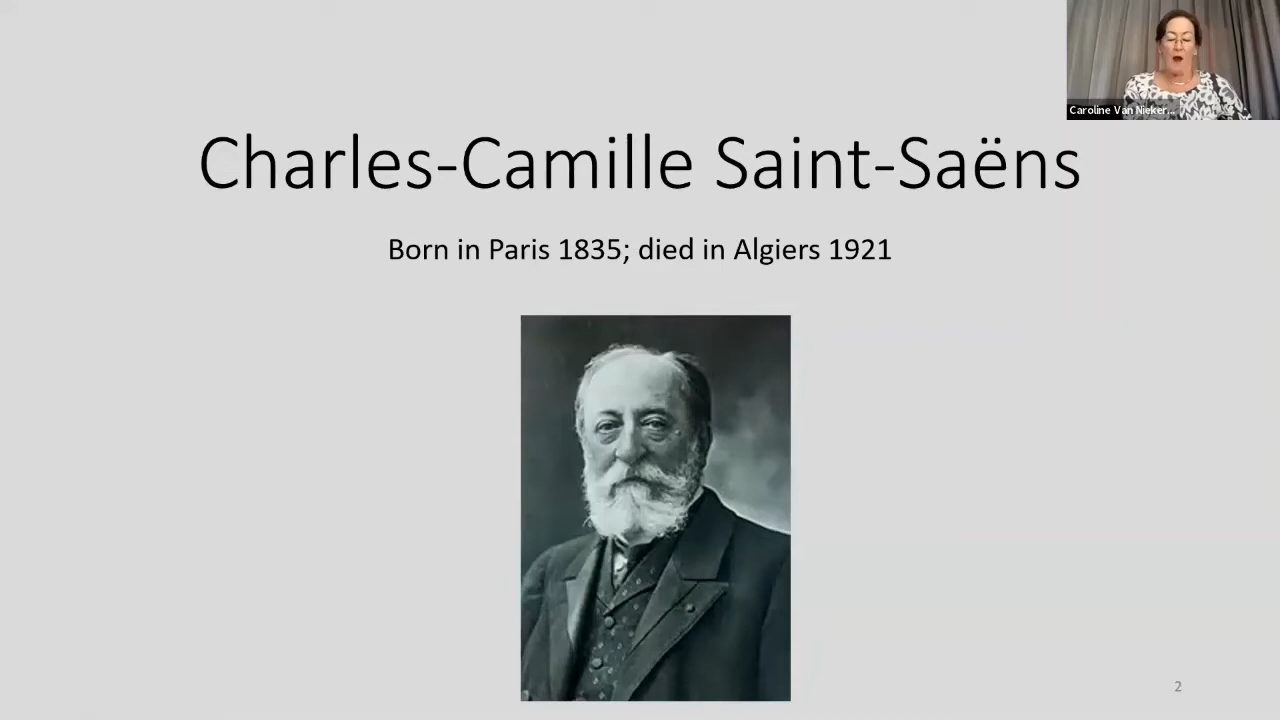 Caroline Van Nieker...
Charles-Camille Saint-Saëns
Born in Paris 1835; died in Algiers 1921
2